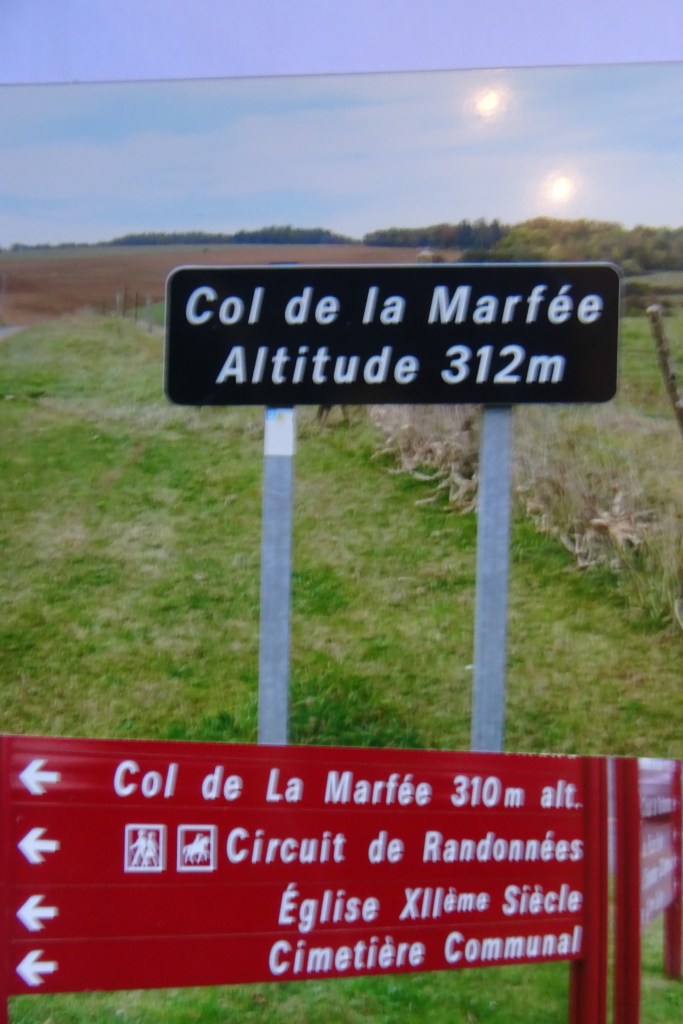 Col de la Marfée
Altitude 312m
Col de La Marfée 310m alt.
Circuit de Randonnées
Église XIIème Siècle
Cimetière Communal